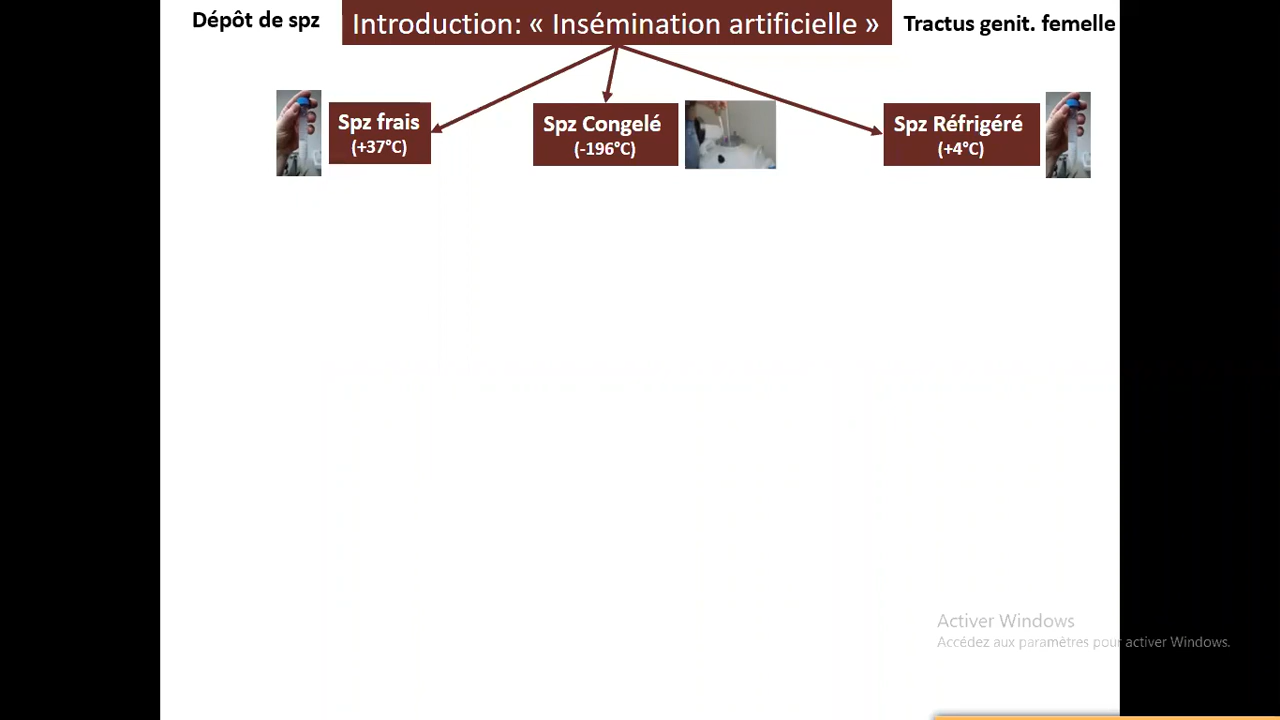 Dépôt de spz
Introduction: « Insémination artificielle »
Tractus genit. femelle
Spz frais
(+37°C)
Spz Congelé
(-196°C)
Spz Réfrigéré
(+4°C)
Activer Windows
Accédez aux paramètres pour activer Windows.